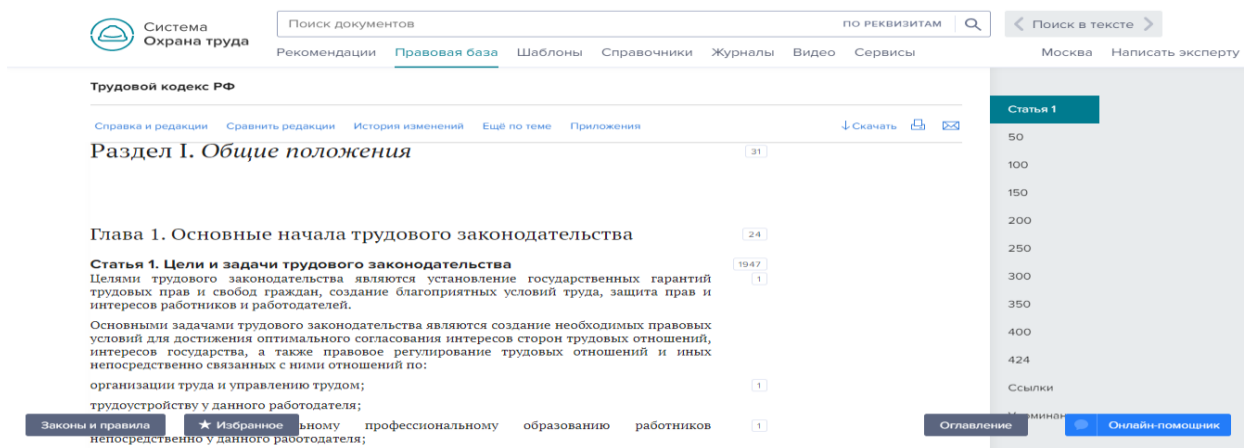 Система
Охрана труда
Поиск документов
ПО РЕКВИЗИТАМ
Поиск в тексте
Рекомендации Правовая база Шаблоны Справочники Журналы Видео Сервисы
Москва Написать эксперту
Трудовой кодекс РФ
Справка и редакции Сравнить редакции История изменений Ещё по теме Приложения
Скачать
Раздел I. Общие положения
31
Глава 1. Основные начала трудового законодательства
24
Статья 1. Цели и задачи трудового законодательства
1947
Целями трудового законодательства являются установление государственных гарантий
1
трудовых прав и свобод граждан, создание благоприятных условий труда, защита прав и
интересов работников и работодателей.
Основными задачами трудового законодательства являются создание необходимых правовых
условий для достижения оптимального согласования интересов сторон трудовых отношений,
интересов государства, а также правовое регулирование трудовых отношений и иных
непосредственно связанных с ними отношений по:
организации труда и управлению трудом;
1
трудоустройству у данного работодателя;
профессиональному образованию работников
1
непосредственно у данного работодателя;
Статья 1
50
100
150
200
250
300
350
400
424
Ссылки
Законы и правила
Избранное
Оглавление
Онлайн-помощник